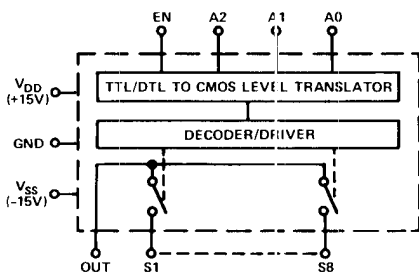 EN A2 A1 A0
TTL/DTL TO CMOS LEVEL TRANSLATOR
VDD
(+15V)
DECODER/DRIVER
GND
VSS
(-15V)
OUT S1 S8